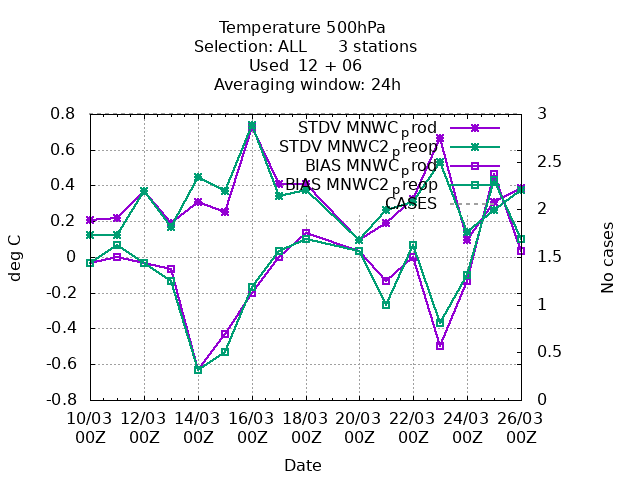 Temperature 500hPa
Selection: ALL 3 stations
Used 12 + 06
Averaging window: 24h
0.8
0.6
0.4
0.2
0
-0.2
-0.4
-0.6
-0.8
deg C
3
2.5
2
1.5
1
0.5
0
No cases
STDV MNWC_prod
STDV MNWC2_preop
BIAS MNWC_prod
BIAS MNWC2_preop
CASES
10/03 12/03 14/03 16/03 18/03 20/03 22/03 24/03 26/03
00Z 00Z 00Z 00Z 00Z 00Z 00Z 00Z 00Z
Date